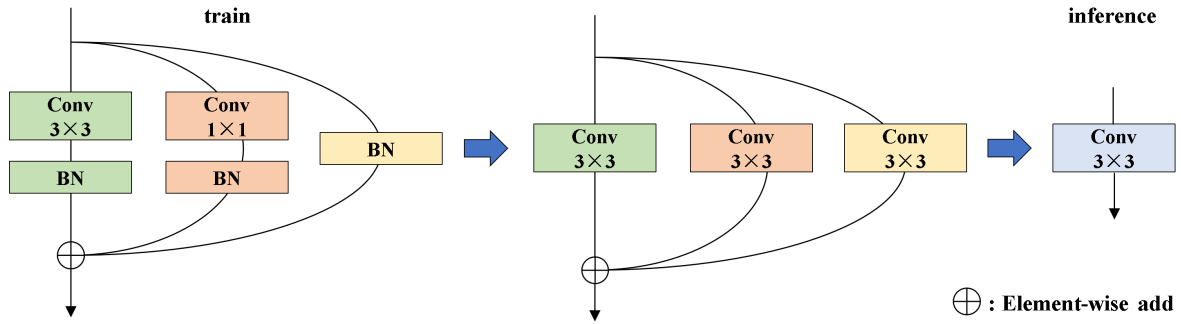 train
inference
Conv
3×3
BN
Conv
1×1
BN
BN
Conv
3×3
Conv
3×3
Conv
3×3
Conv
3×3
: Element-wise add